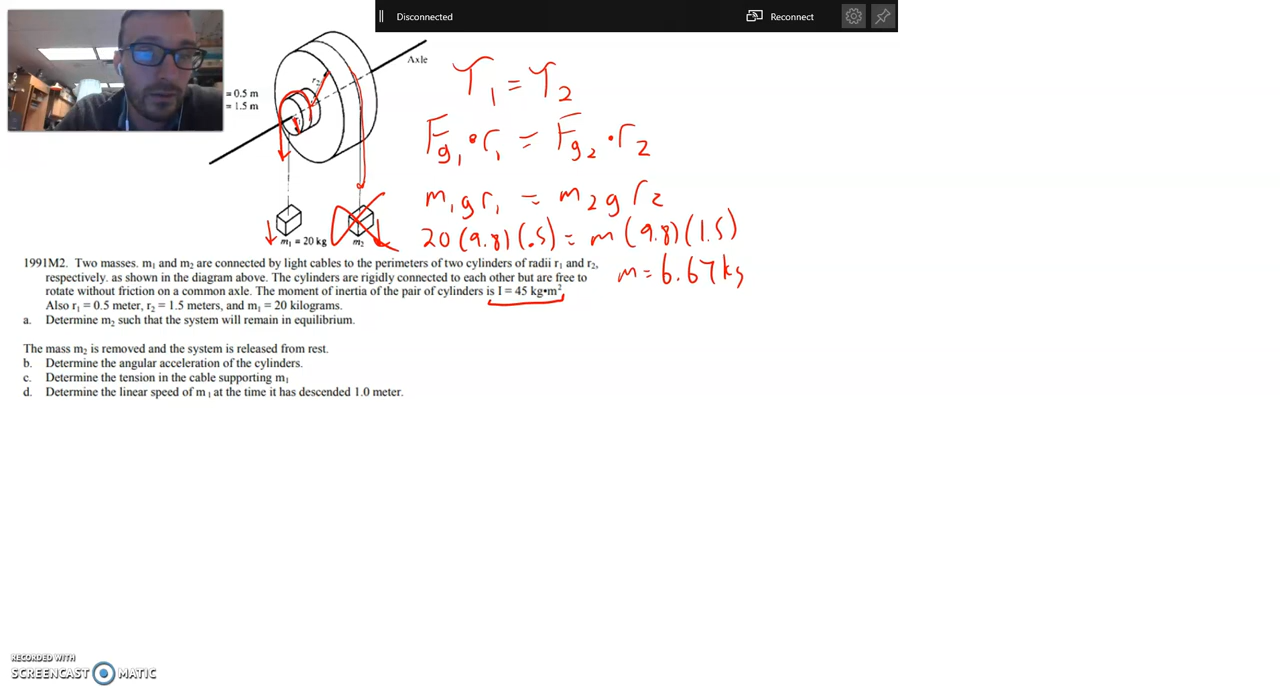 Disconnected
Reconnect
Axle
r₂
= 0.5 m
= 1.5 m
τ₁ = τ₂
Fg₁ · r₁ = Fg₂ · r₂
m₁gr₁ = m₂gr₂
20(9.8)(.5) = m(9.8)(1.5)
m = 6.67 kg
m₁ = 20 kg
m₂
1991M2. Two masses. m₁ and m₂ are connected by light cables to the perimeters of two cylinders of radii r₁ and r₂,
respectively. as shown in the diagram above. The cylinders are rigidly connected to each other but are free to
rotate without friction on a common axle. The moment of inertia of the pair of cylinders is I = 45 kg•m²
Also r₁ = 0.5 meter, r₂ = 1.5 meters, and m₁ = 20 kilograms.
a. Determine m₂ such that the system will remain in equilibrium.
The mass m₂ is removed and the system is released from rest.
b. Determine the angular acceleration of the cylinders.
c. Determine the tension in the cable supporting m₁
d. Determine the linear speed of m₁ at the time it has descended 1.0 meter.
RECORDED WITH
SCREENCAST MATIC